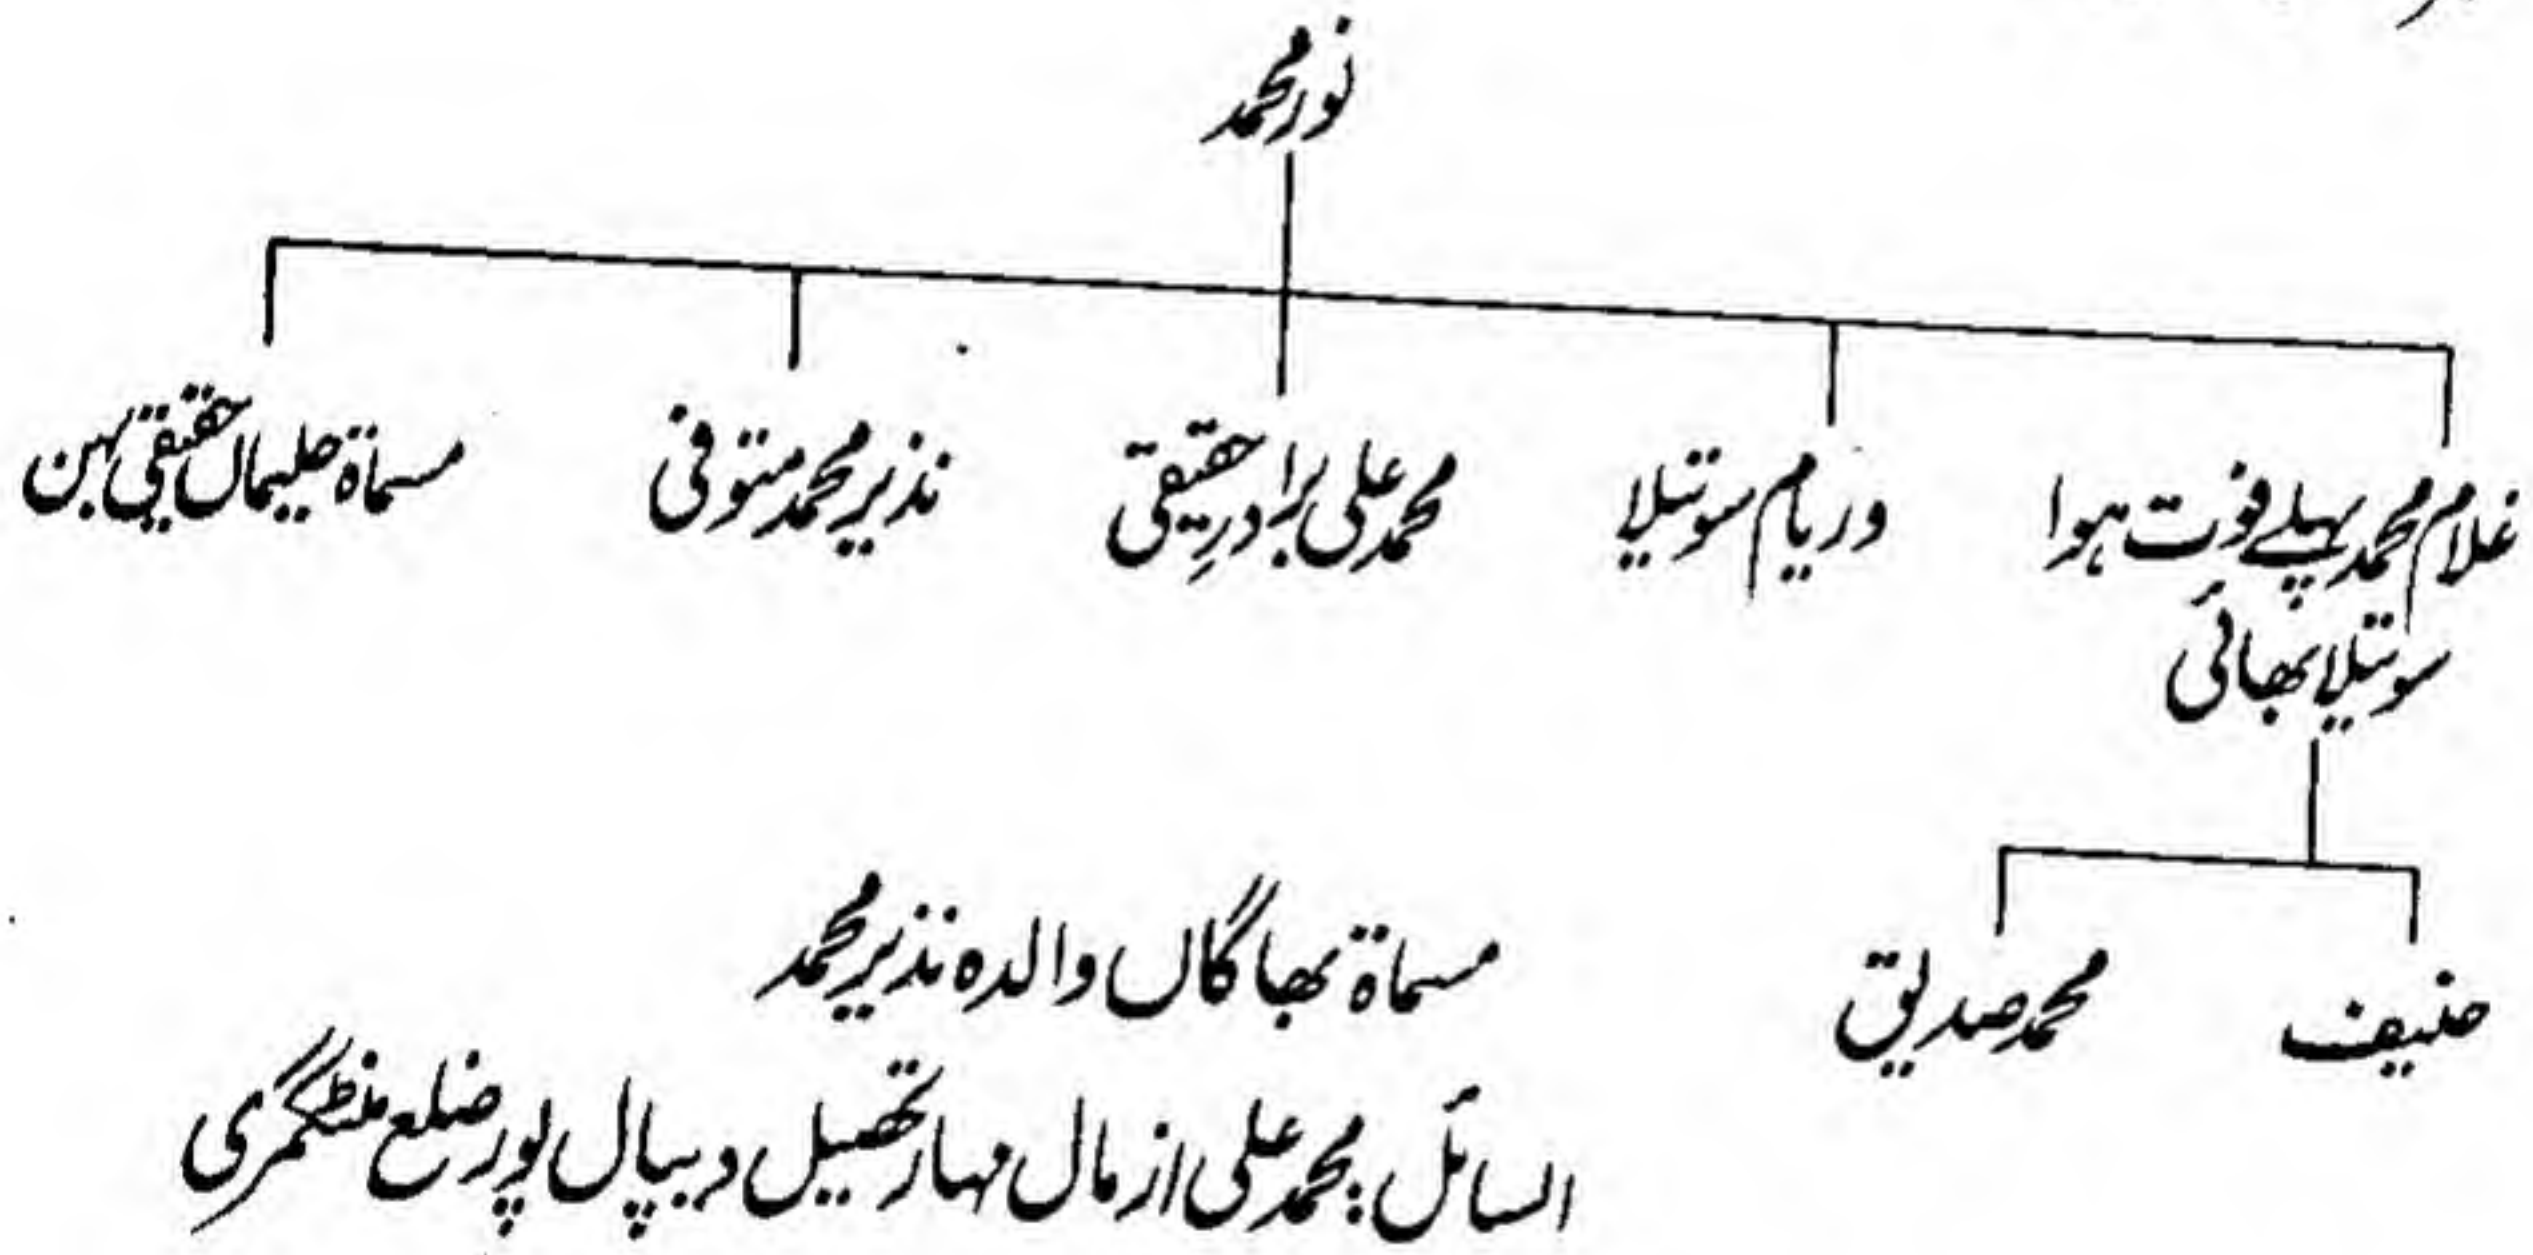 نور محمد
غلام محمد پہلے فوت ہوا
سوتیلا بھائی
وریام سوتیلا
محمد علی برادرِ حقیقی
نذیر محمد متوفی
مسماۃ حلیماں حقیقی بہن
حنیف
محمد صدیق
مسماۃ بھاگاں والدہ نذیر محمد
السائل: محمد علی از مال مہار تحصیل دیپال پور ضلع منٹگمری